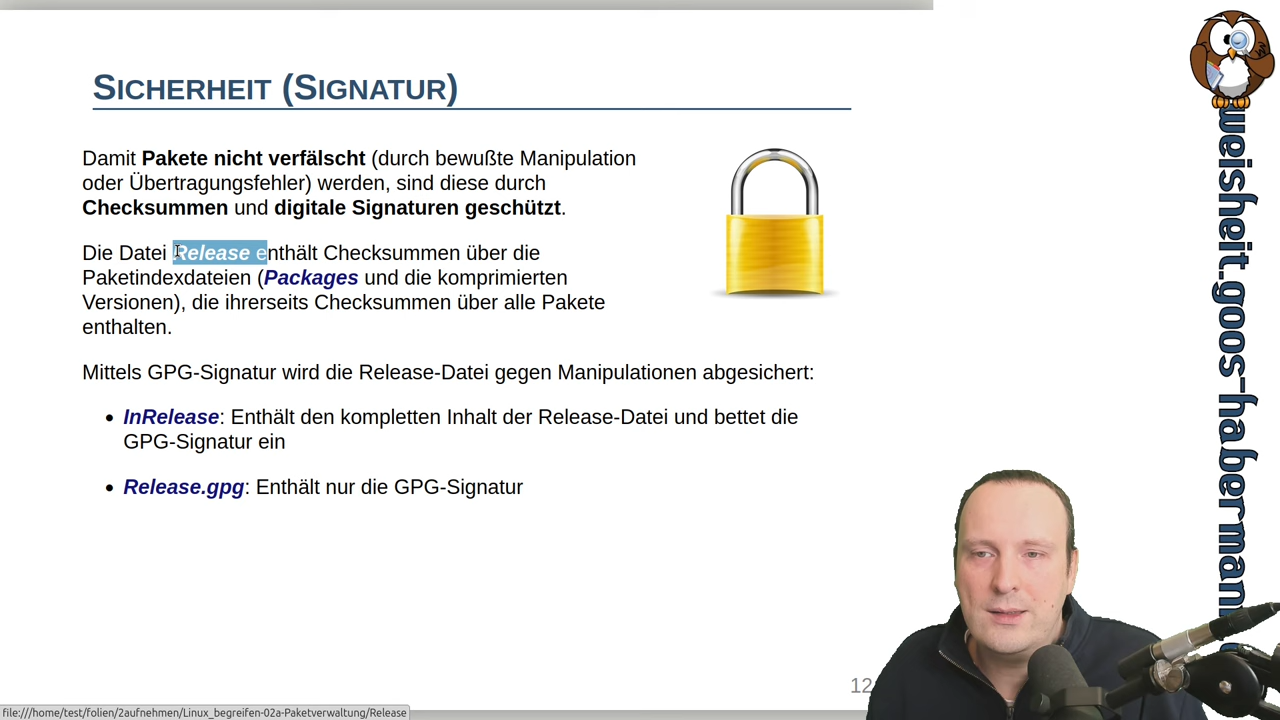 SICHERHEIT (SIGNATUR)
Damit Pakete nicht verfälscht (durch bewußte Manipulation
oder Übertragungsfehler) werden, sind diese durch
Checksummen und digitale Signaturen geschützt.
Die Datei Release enthält Checksummen über die
Paketindexdateien (Packages und die komprimierten
Versionen), die ihrerseits Checksummen über alle Pakete
enthalten.
Mittels GPG-Signatur wird die Release-Datei gegen Manipulationen abgesichert:
• InRelease: Enthält den kompletten Inhalt der Release-Datei und bettet die
GPG-Signatur ein
• Release.gpg: Enthält nur die GPG-Signatur
12
file:///home/test/folien/2aufnehmen/Linux_begreifen-02a-Paketverwaltung/Release
weisheit.goos-habermann.